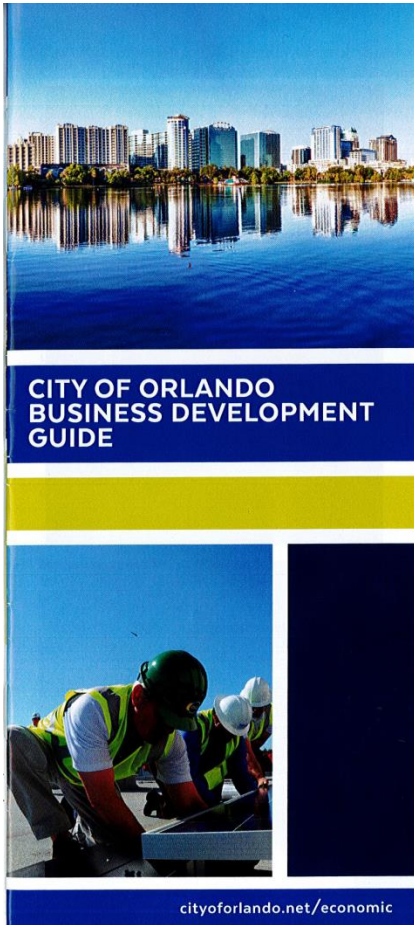 CITY OF ORLANDO
BUSINESS DEVELOPMENT
GUIDE
cityoforlando.net/economic